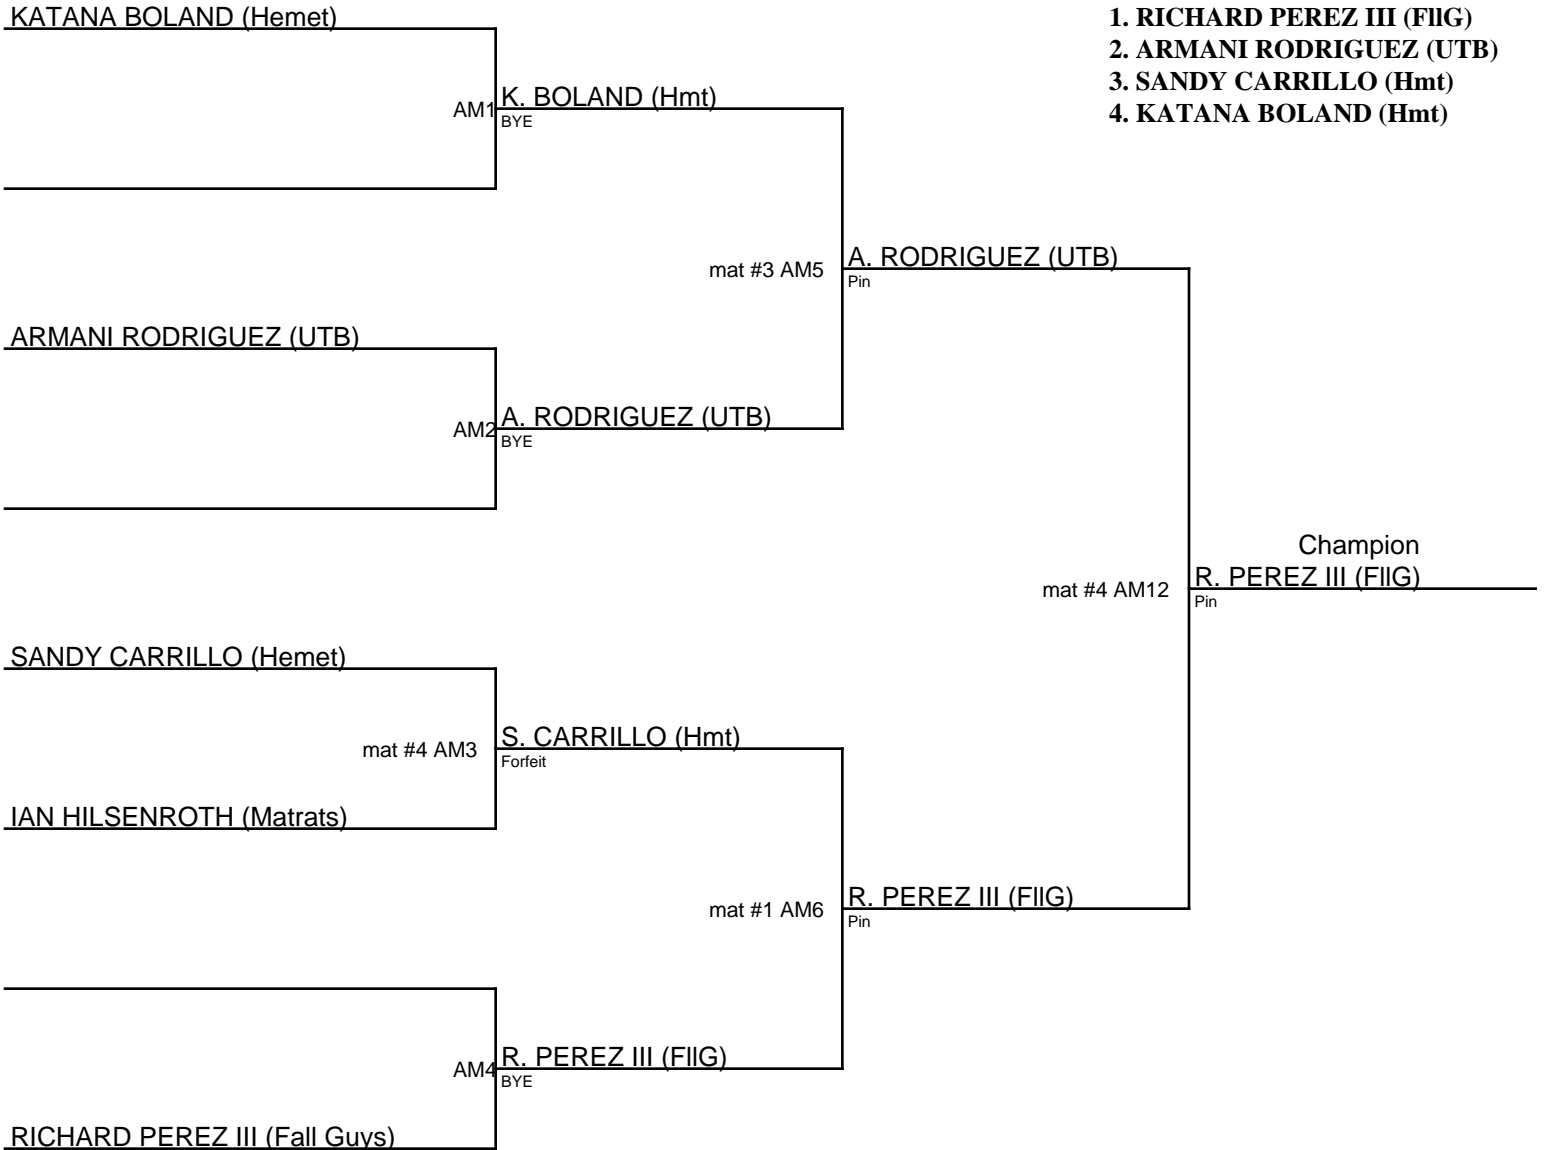 KATANA BOLAND (Hemet)
1. RICHARD PEREZ III (FllG)
2. ARMANI RODRIGUEZ (UTB)
3. SANDY CARRILLO (Hmt)
4. KATANA BOLAND (Hmt)
AM1
K. BOLAND (Hmt)
BYE
mat #3 AM5
A. RODRIGUEZ (UTB)
Pin
ARMANI RODRIGUEZ (UTB)
AM2
A. RODRIGUEZ (UTB)
BYE
Champion
mat #4 AM12
R. PEREZ III (FllG)
Pin
SANDY CARRILLO (Hemet)
mat #4 AM3
S. CARRILLO (Hmt)
Forfeit
IAN HILSENROTH (Matrats)
mat #1 AM6
R. PEREZ III (FllG)
Pin
AM4
R. PEREZ III (FllG)
BYE
RICHARD PEREZ III (Fall Guys)